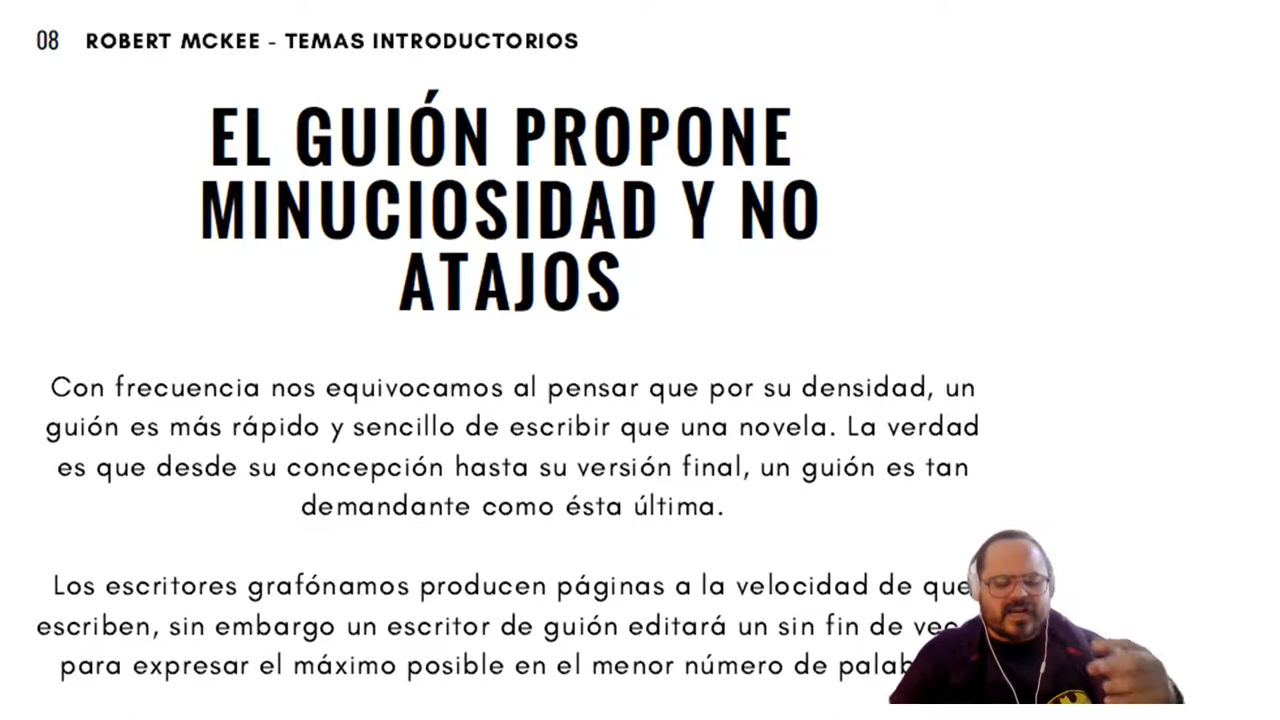 08 ROBERT MCKEE - TEMAS INTRODUCTORIOS
EL GUIÓN PROPONE
MINUCIOSIDAD Y NO
ATAJOS
Con frecuencia nos equivocamos al pensar que por su densidad, un
guión es más rápido y sencillo de escribir que una novela. La verdad
es que desde su concepción hasta su versión final, un guión es tan
demandante como ésta última.
Los escritores grafónamos producen páginas a la velocidad de que
escriben, sin embargo un escritor de guión editará un sin fin de
para expresar el máximo posible en el menor número de